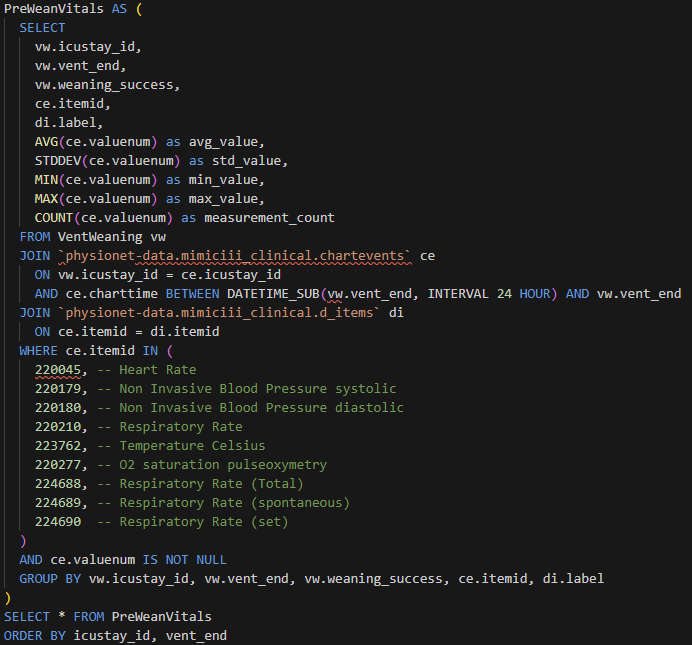 PreWeanVitals AS (
  SELECT
    vw.icustay_id,
    vw.vent_end,
    vw.weaning_success,
    ce.itemid,
    di.label,
    AVG(ce.valuenum) as avg_value,
    STDDEV(ce.valuenum) as std_value,
    MIN(ce.valuenum) as min_value,
    MAX(ce.valuenum) as max_value,
    COUNT(ce.valuenum) as measurement_count
  FROM VentWeaning vw
  JOIN `physionet-data.mimiciii_clinical.chartevents` ce
    ON vw.icustay_id = ce.icustay_id
    AND ce.charttime BETWEEN DATETIME_SUB(vw.vent_end, INTERVAL 24 HOUR) AND vw.vent_end
  JOIN `physionet-data.mimiciii_clinical.d_items` di
    ON ce.itemid = di.itemid
  WHERE ce.itemid IN (
    220045, -- Heart Rate
    220179, -- Non Invasive Blood Pressure systolic
    220180, -- Non Invasive Blood Pressure diastolic
    220210, -- Respiratory Rate
    223762, -- Temperature Celsius
    220277, -- O2 saturation pulseoxymetry
    224688, -- Respiratory Rate (Total)
    224689, -- Respiratory Rate (spontaneous)
    224690  -- Respiratory Rate (set)
  )
  AND ce.valuenum IS NOT NULL
  GROUP BY vw.icustay_id, vw.vent_end, vw.weaning_success, ce.itemid, di.label
)
SELECT * FROM PreWeanVitals
ORDER BY icustay_id, vent_end